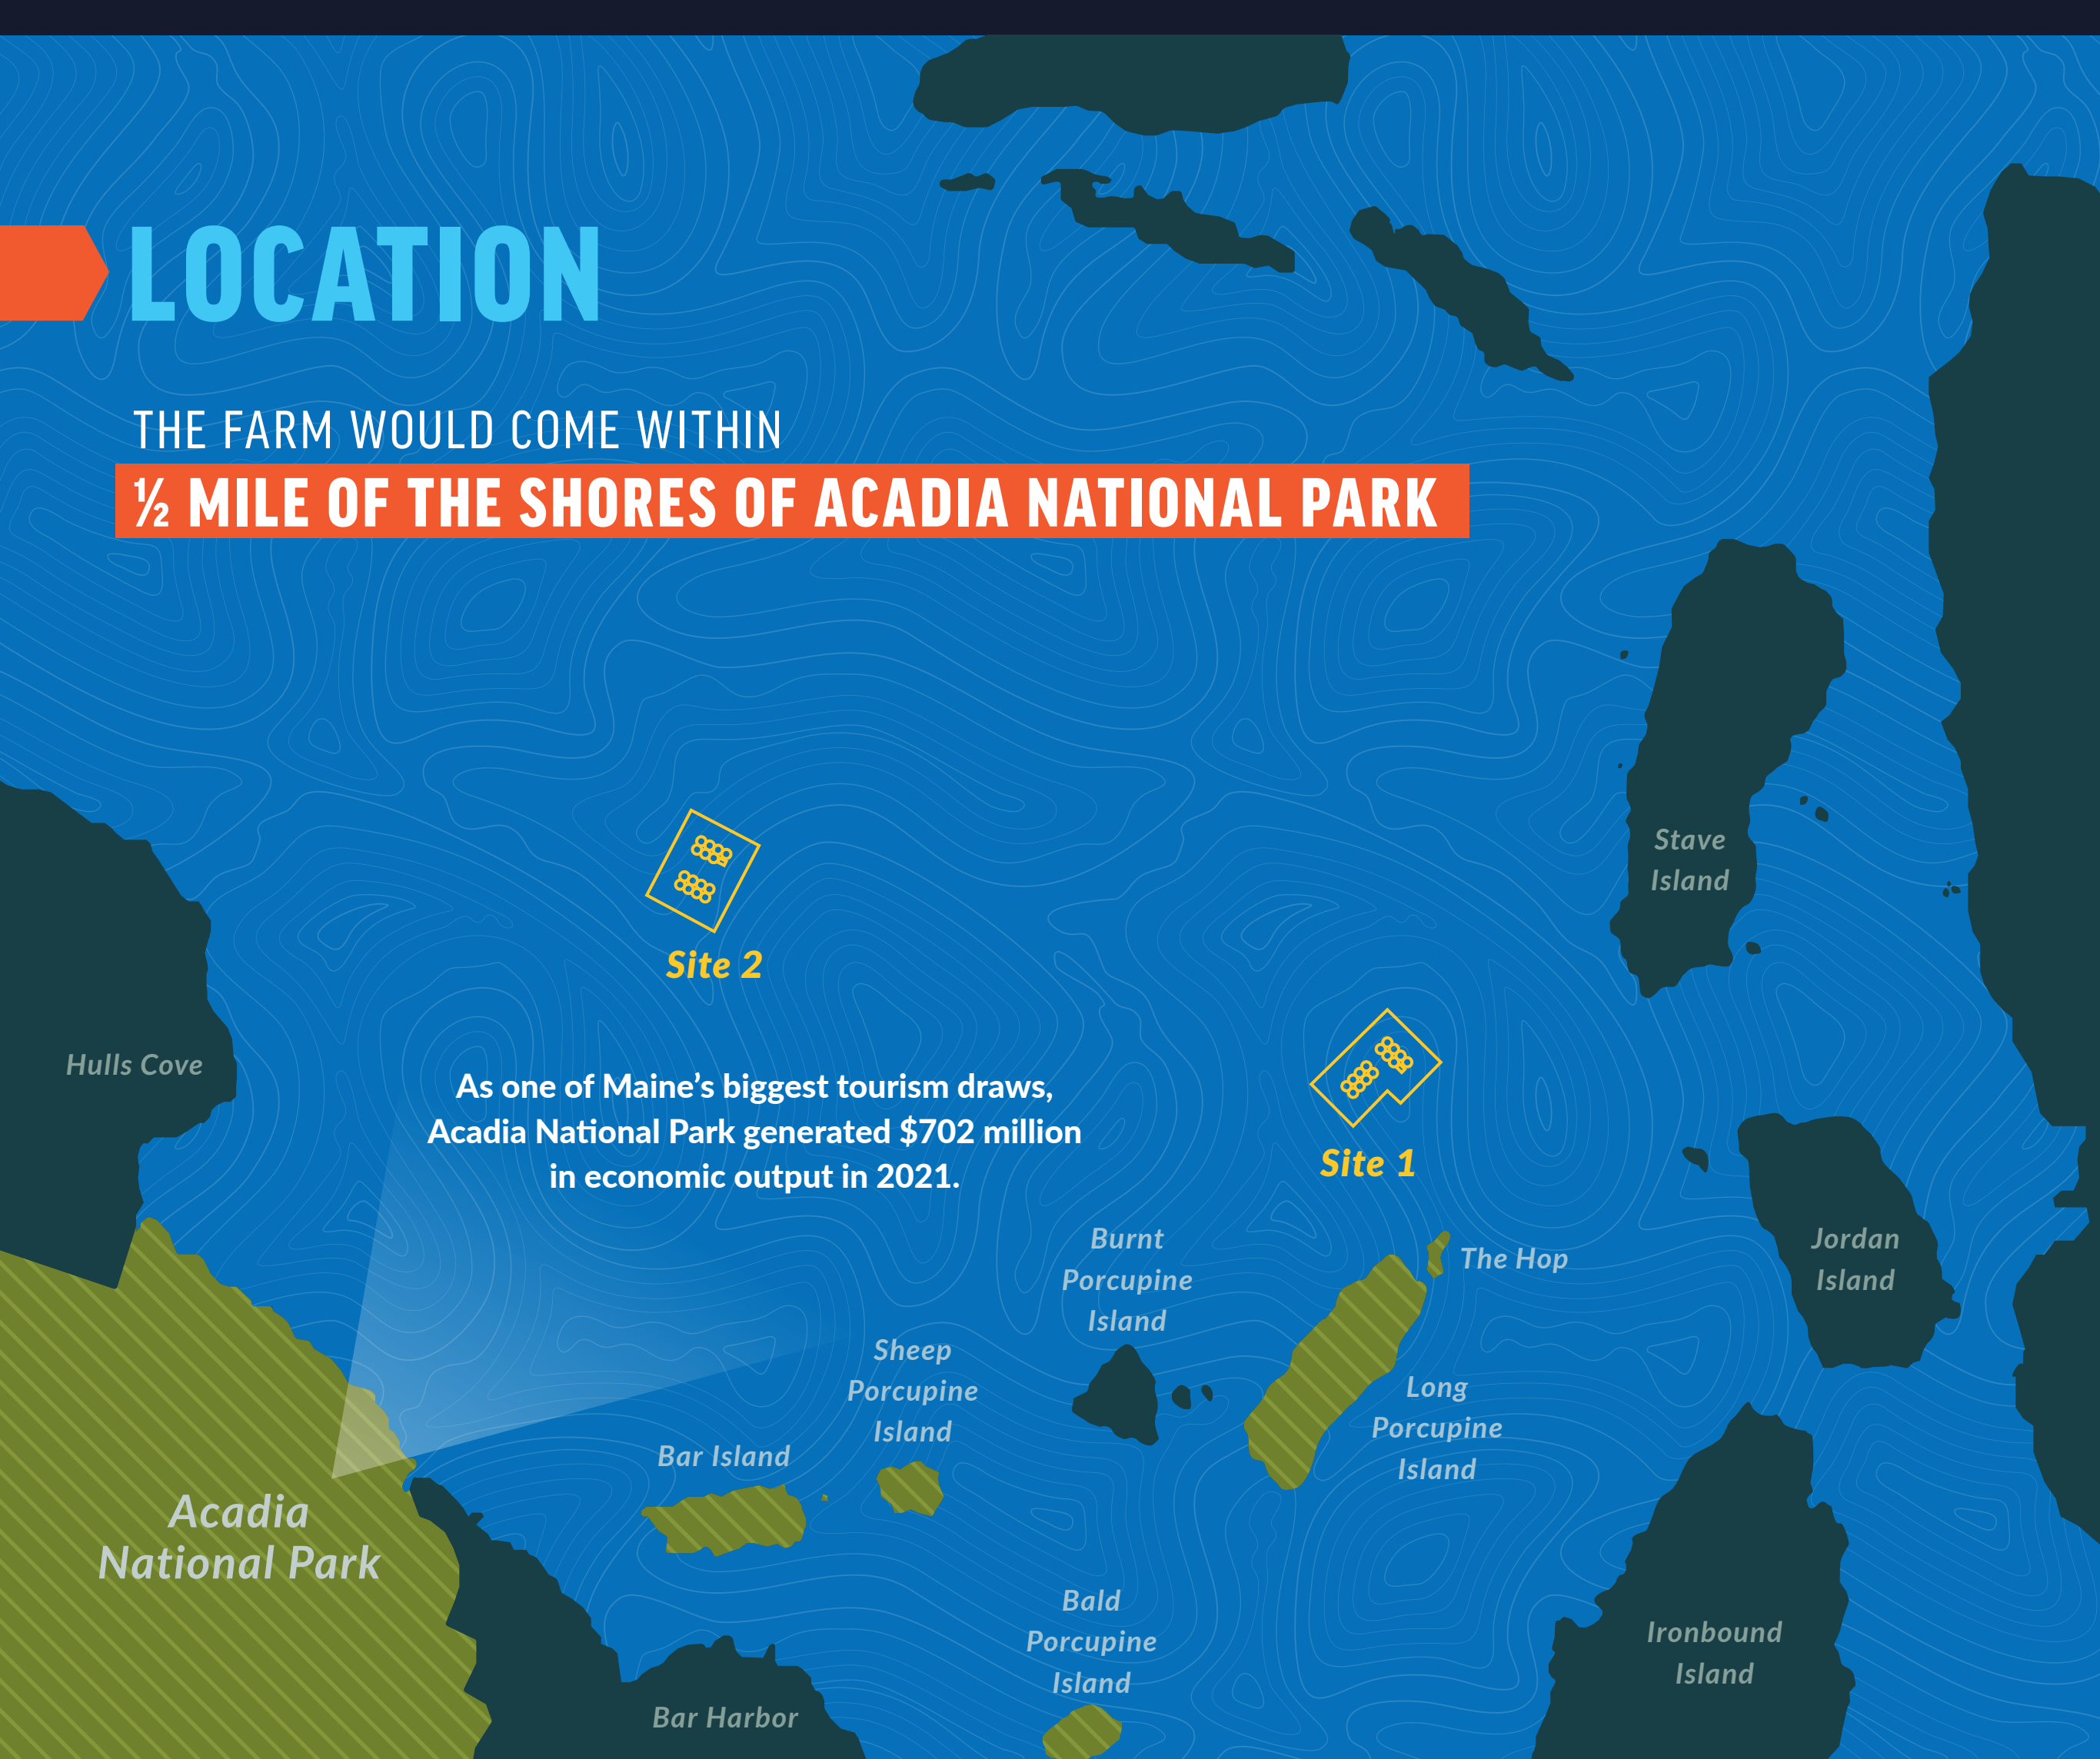 LOCATION
THE FARM WOULD COME WITHIN
½ MILE OF THE SHORES OF ACADIA NATIONAL PARK
Stave
Island
Site 2
Hulls Cove
As one of Maine’s biggest tourism draws,
Acadia National Park generated $702 million
in economic output in 2021.
Site 1
Burnt
Porcupine
Island
The Hop
Jordan
Island
Sheep
Porcupine
Island
Long
Porcupine
Island
Bar Island
Acadia
National Park
Bald
Porcupine
Island
Ironbound
Island
Bar Harbor